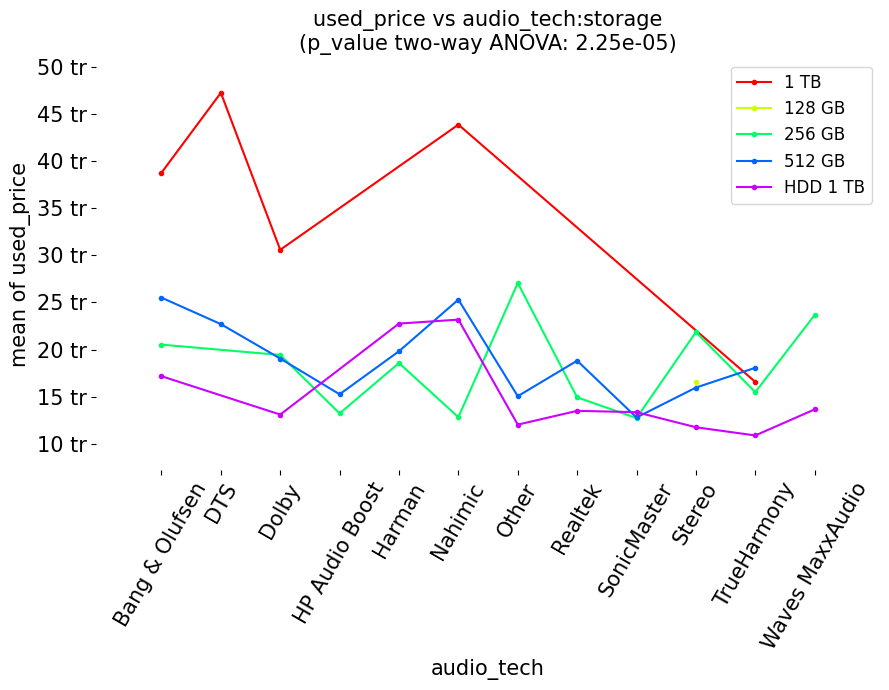 used_price vs audio_tech:storage
(p_value two-way ANOVA: 2.25e-05)
50 tr
45 tr
40 tr
35 tr
30 tr
25 tr
20 tr
15 tr
10 tr
mean of used_price
1 TB
128 GB
256 GB
512 GB
HDD 1 TB
Bang & Olufsen
DTS
Dolby
HP Audio Boost
Harman
Nahimic
Other
Realtek
SonicMaster
Stereo
TrueHarmony
Waves MaxxAudio
audio_tech